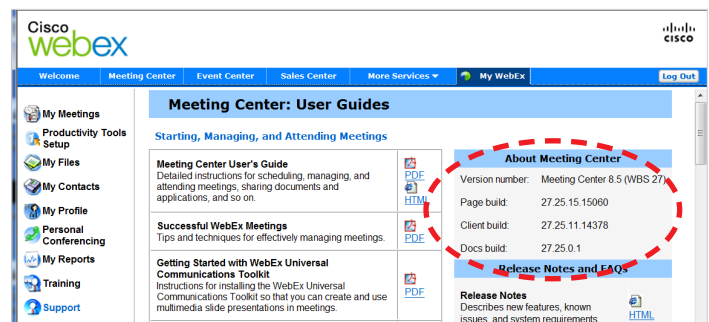 Cisco
webex
cisco
Welcome
Meeting Center
Event Center
Sales Center
More Services
My WebEx
Log Out
My Meetings
Productivity Tools
Setup
My Files
My Contacts
My Profile
Personal
Conferencing
My Reports
Training
Support
Meeting Center: User Guides
Starting, Managing, and Attending Meetings
Meeting Center User's
Guide
Detailed instructions for scheduling, managing, and
attending meetings, sharing documents and
applications, and so on.
PDF
HTML
Successful WebEx Meetings
Tips and techniques for effectively managing meetings.
PDF
Getting Started with WebEx Universal
Communications Toolkit
Instructions for installing the WebEx Universal
Communications Toolkit so that you can create and use
multimedia slide presentations in meetings.
PDF
About Meeting Center
Version number: Meeting Center 8.5 (WBS 27)
Page build: 27.25.15.15060
Client build: 27.25.11.14378
Docs build: 27.25.0.1
Release Notes and FAQs
Release Notes
Describes new features, known
issues, and system requirements
HTML